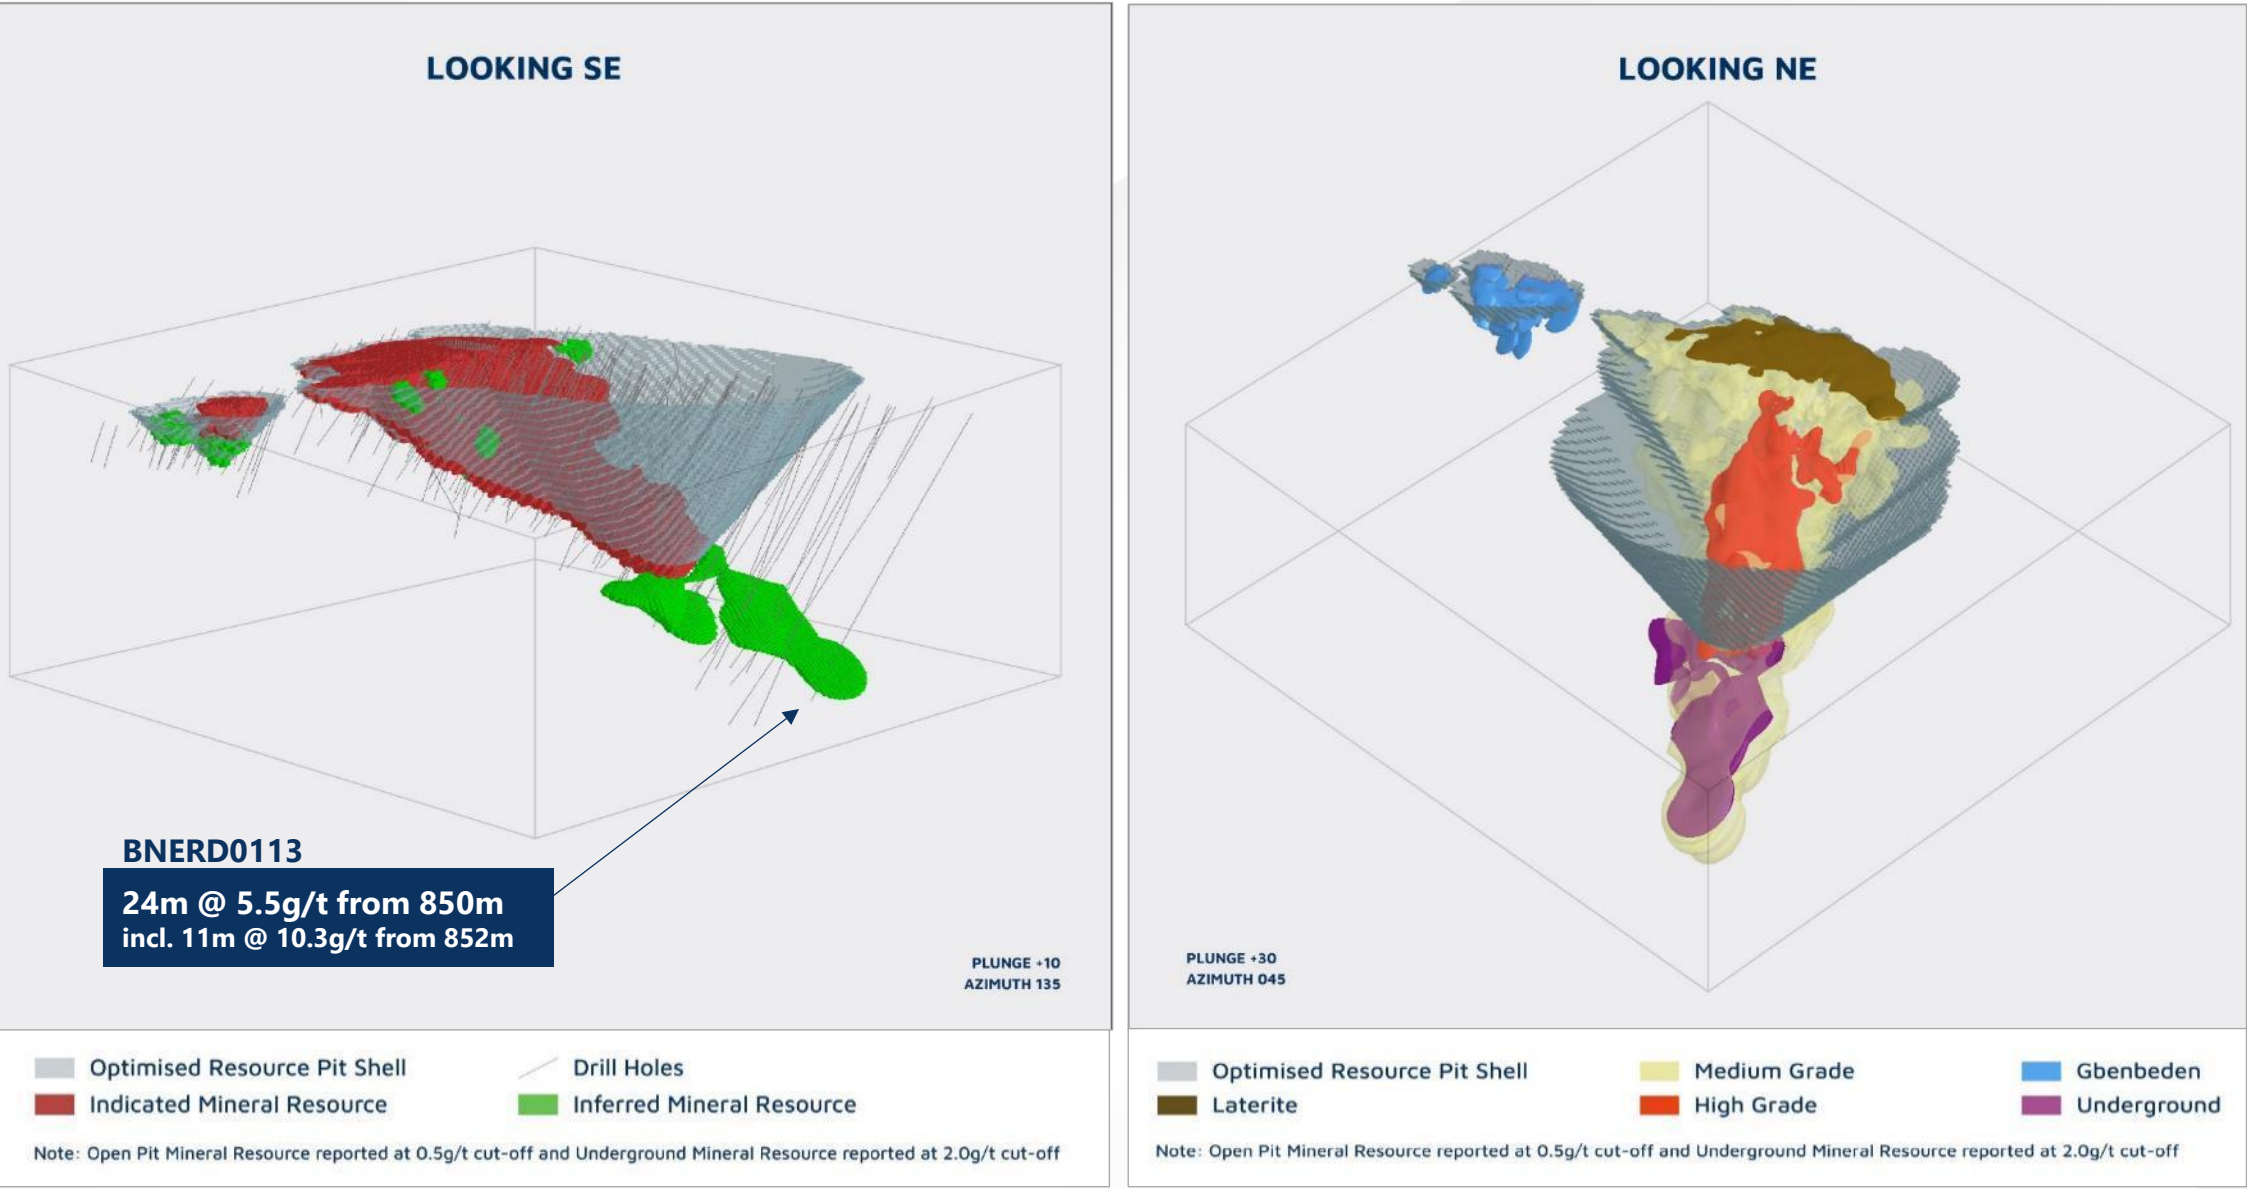 LOOKING SE
BNERD0113
24m @ 5.5g/t from 850m
incl. 11m @ 10.3g/t from 852m
PLUNGE +10
AZIMUTH 135
Optimised Resource Pit Shell
Drill Holes
Indicated Mineral Resource
Inferred Mineral Resource
Note: Open Pit Mineral Resource reported at 0.5g/t cut-off and Underground Mineral Resource reported at 2.0g/t cut-off
LOOKING NE
PLUNGE +30
AZIMUTH 045
Optimised Resource Pit Shell
Medium Grade
Gbenbeden
Laterite
High Grade
Underground
Note: Open Pit Mineral Resource reported at 0.5g/t cut-off and Underground Mineral Resource reported at 2.0g/t cut-off